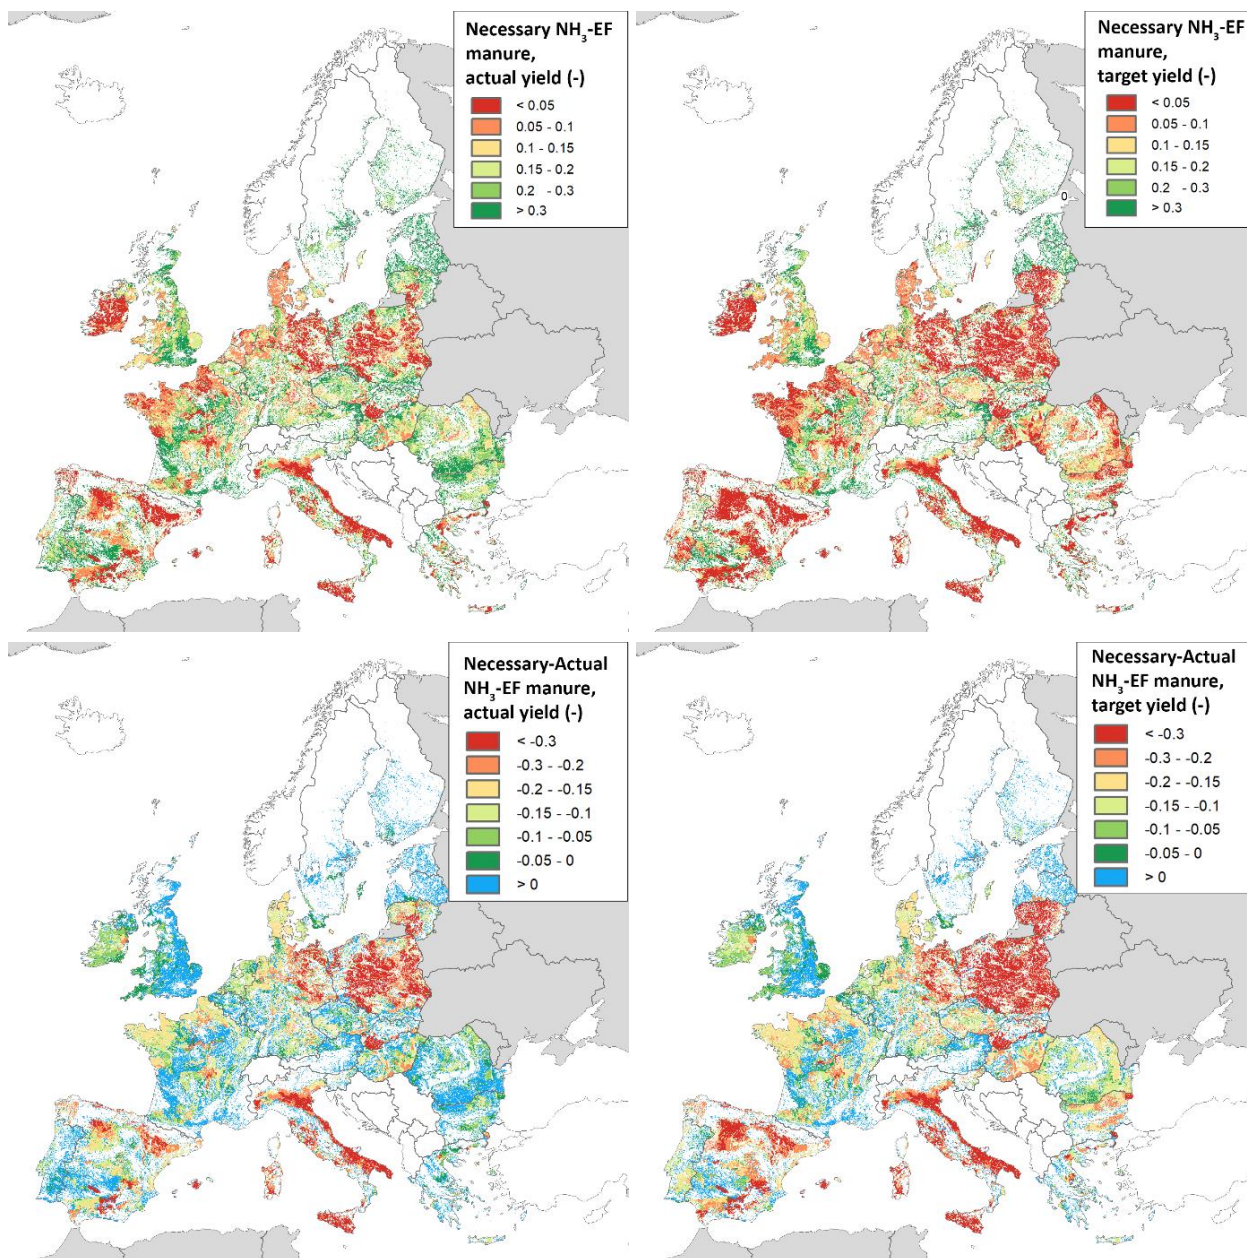 Necessary NH₃-EF
manure,
actual yield (-)
< 0.05
0.05 - 0.1
0.1 - 0.15
0.15 - 0.2
0.2 - 0.3
> 0.3
Necessary NH₃-EF
manure,
target yield (-)
< 0.05
0.05 - 0.1
0.1 - 0.15
0.15 - 0.2
0.2 - 0.3
> 0.3
0
Necessary-Actual
NH₃-EF manure,
actual yield (-)
< -0.3
-0.3 - -0.2
-0.2 - -0.15
-0.15 - -0.1
-0.1 - -0.05
-0.05 - 0
> 0
Necessary-Actual
NH₃-EF manure,
target yield (-)
< -0.3
-0.3 - -0.2
-0.2 - -0.15
-0.15 - -0.1
-0.1 - -0.05
-0.05 - 0
> 0